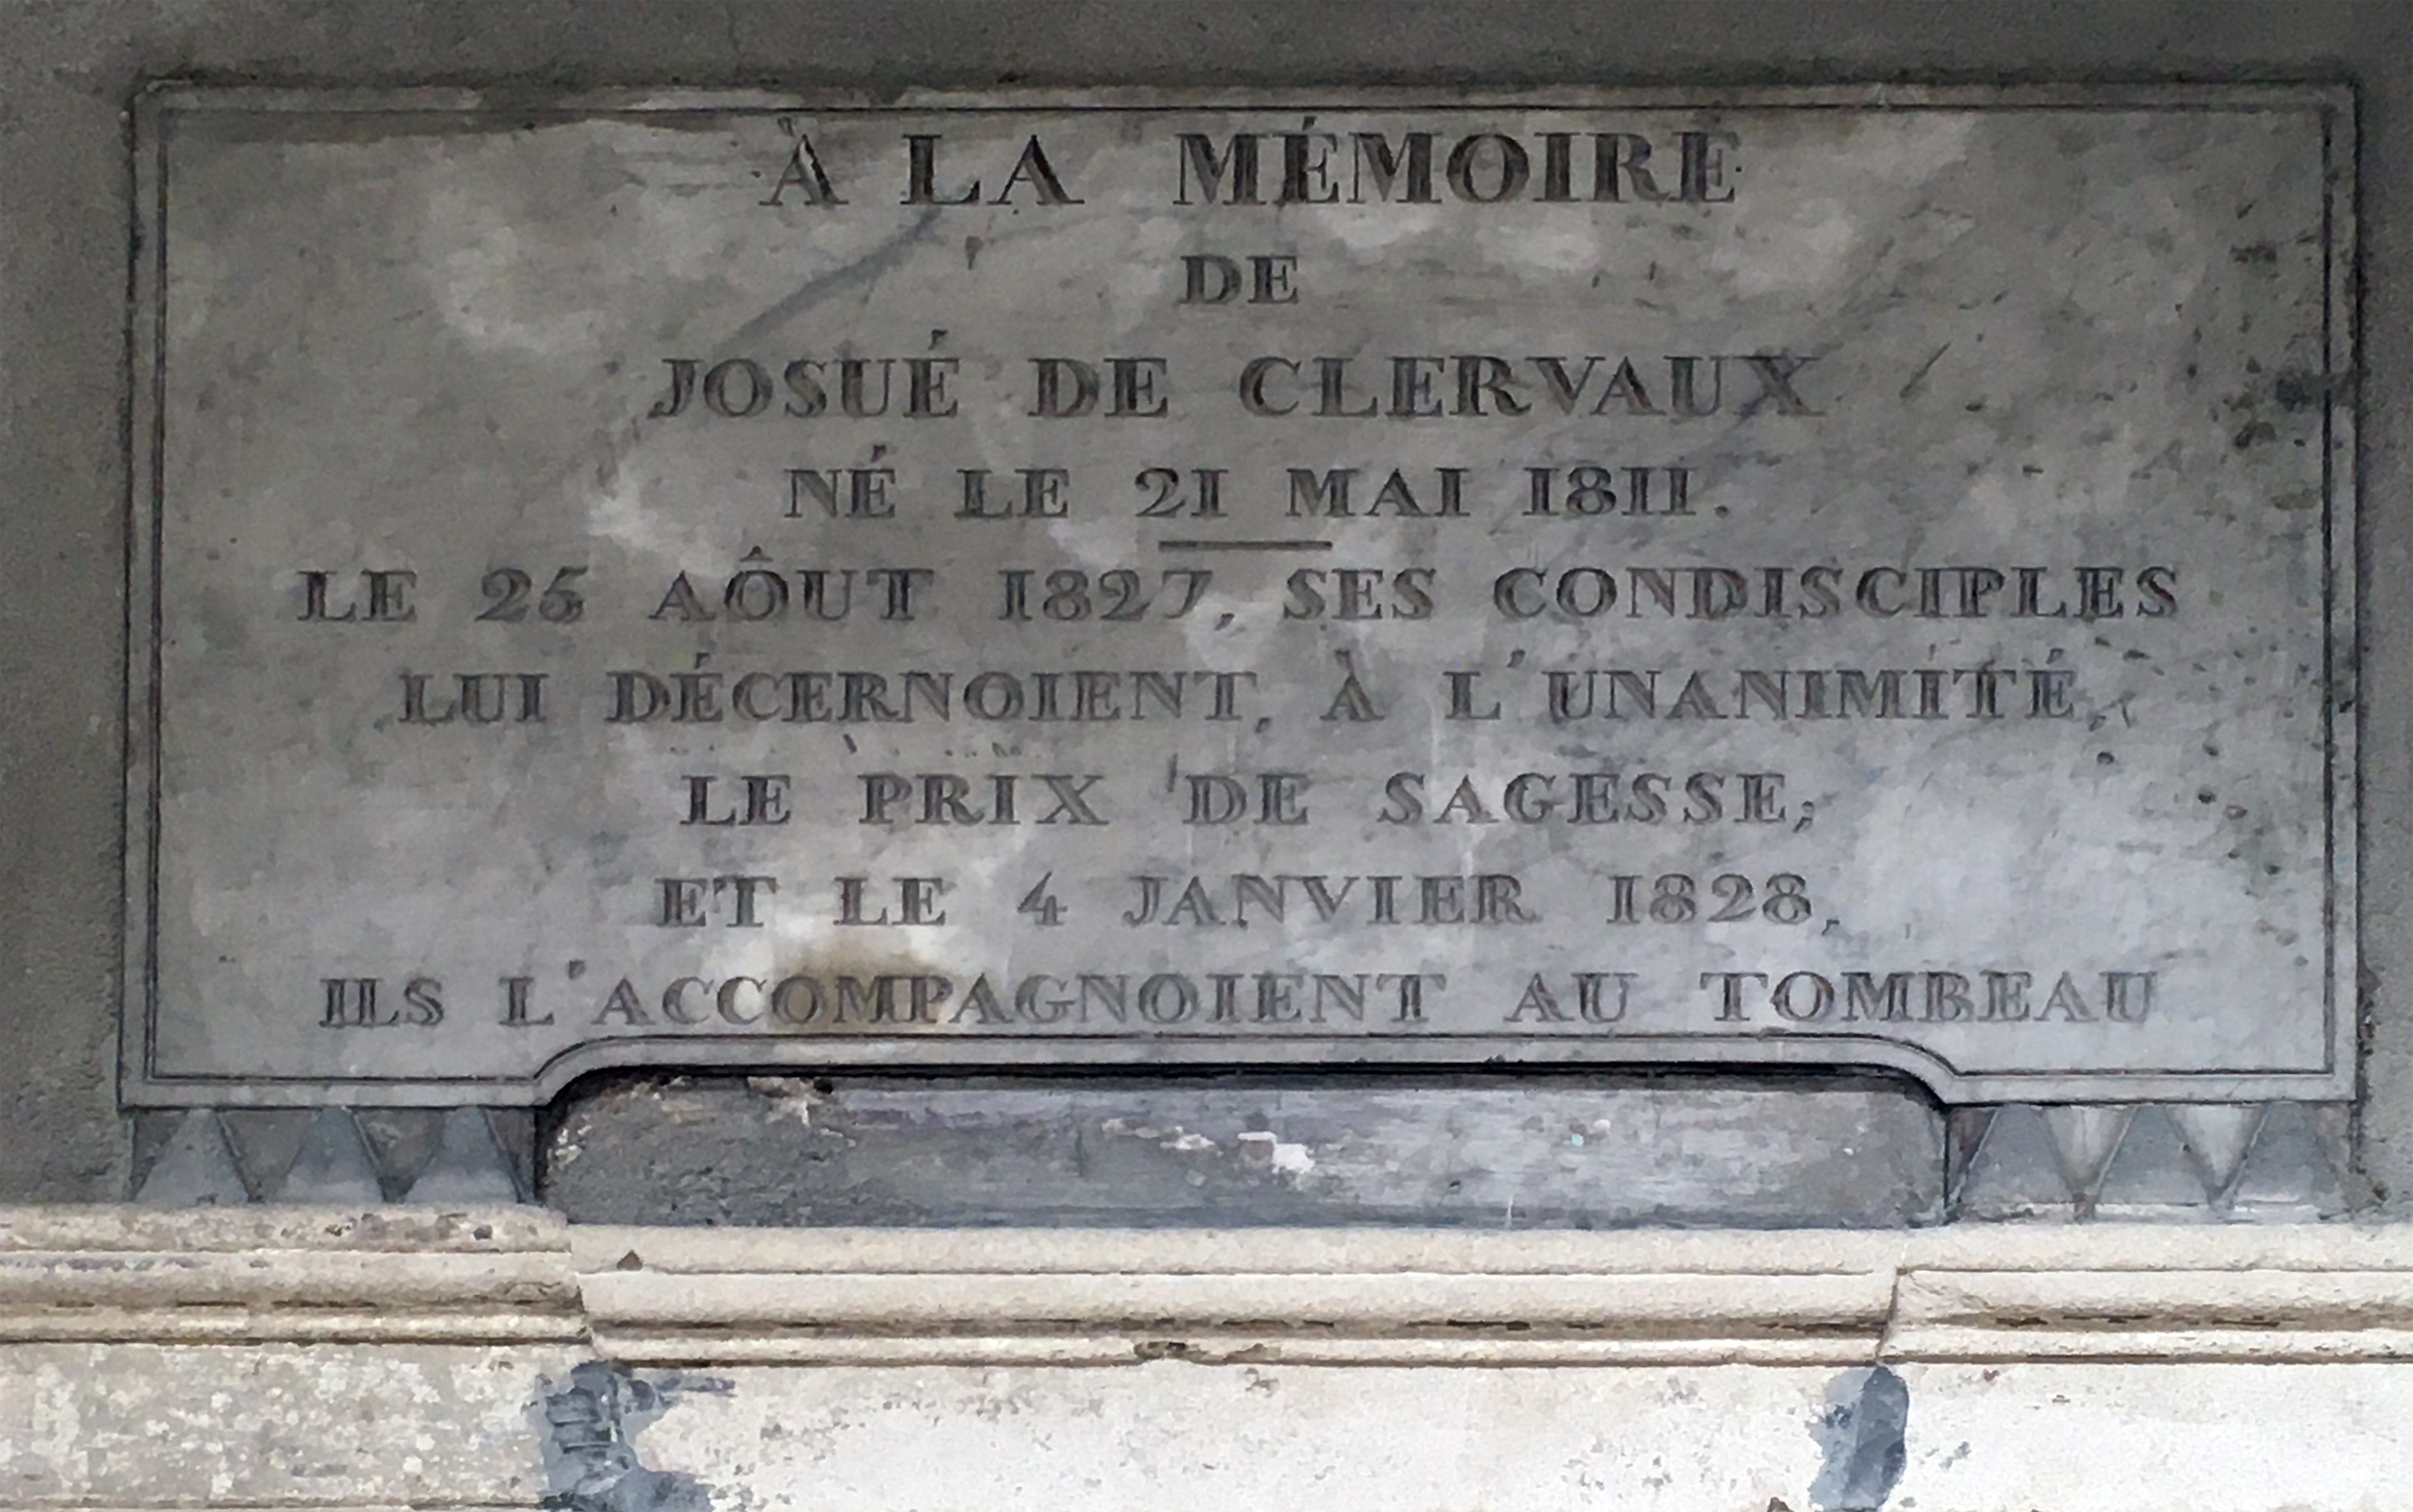 À LA MÉMOIRE
DE
JOSUÉ DE CLERVAUX
NÉ LE 21 MAI 1811.
LE 25 AÔUT 1827, SES CONDISCIPLES
LUI DÉCERNOIENT, À L'UNANIMITÉ,
LE PRIX DE SAGESSE;
ET LE 4 JANVIER 1828,
ILS L'ACCOMPAGNOIENT AU TOMBEAU